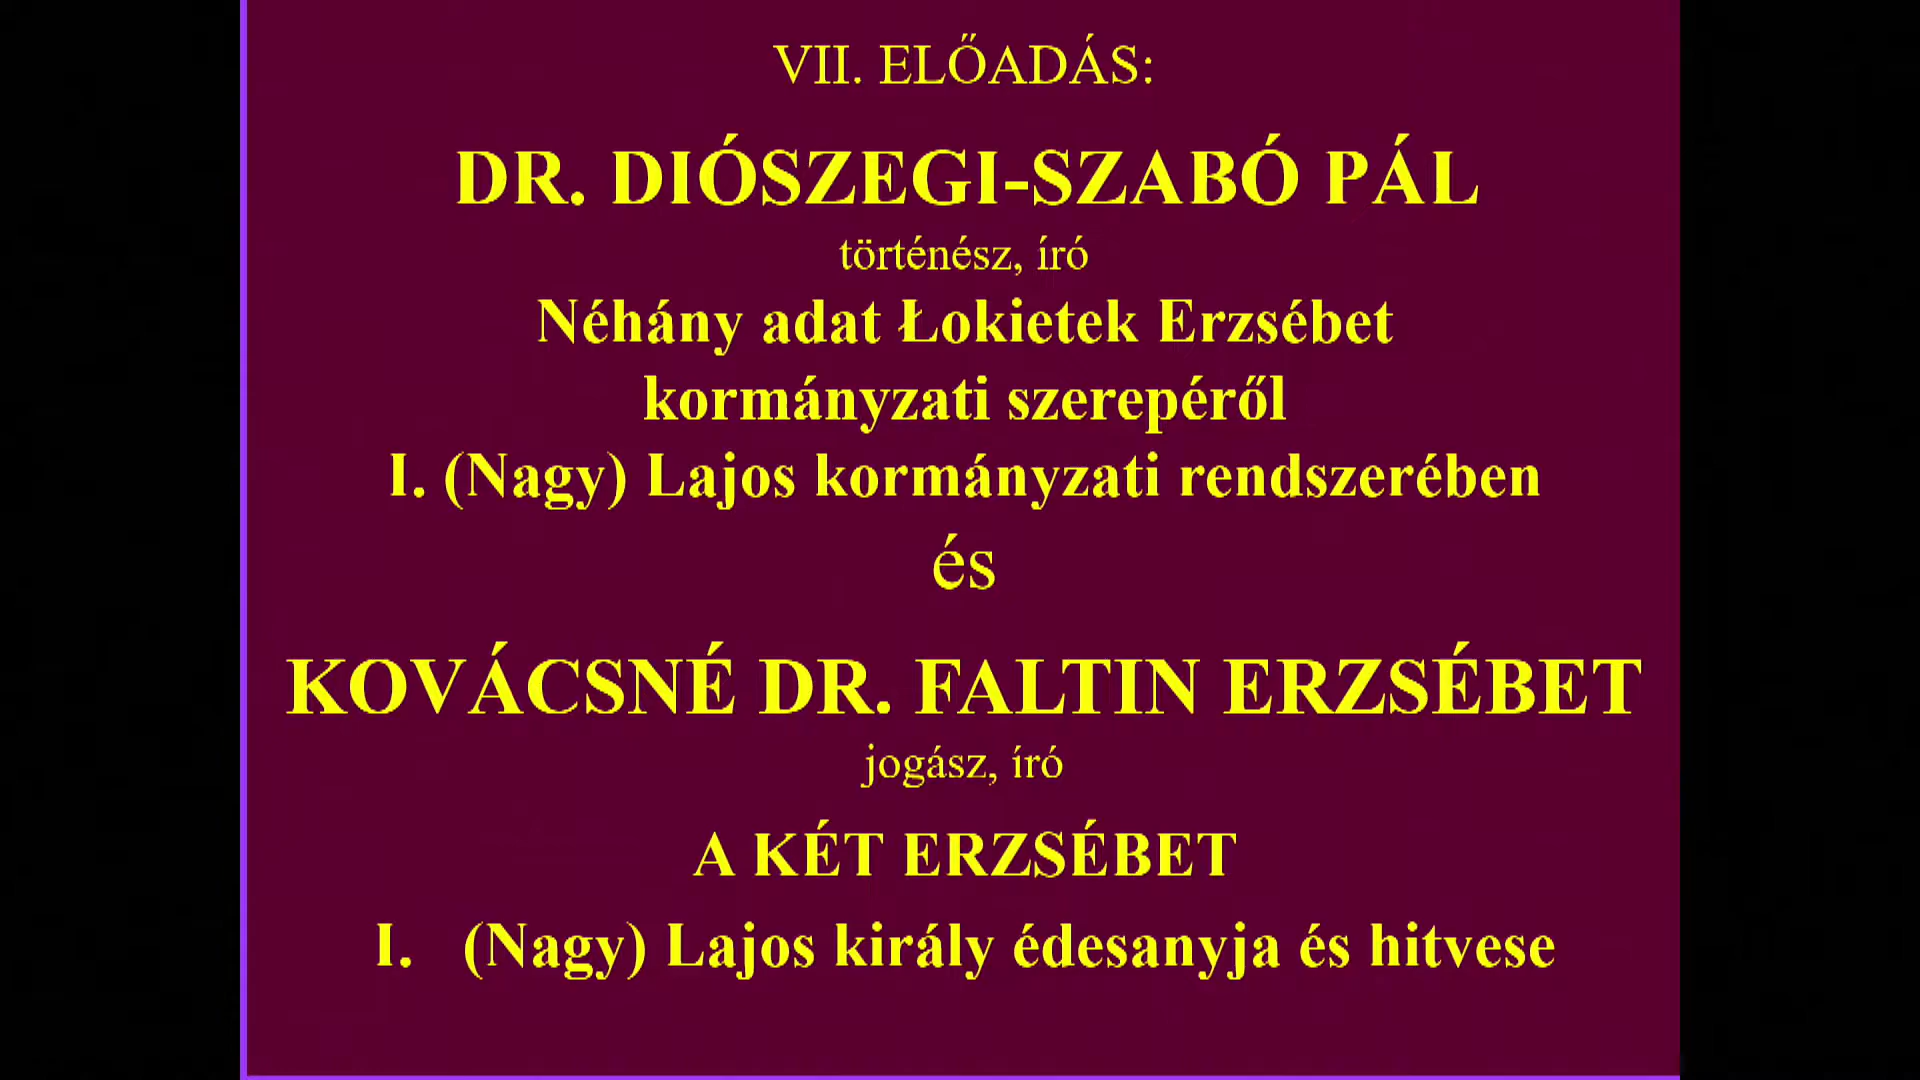 VII. ELŐADÁS:
DR. DIÓSZEGI-SZABÓ PÁL
történész, író
Néhány adat Łokietek Erzsébet
kormányzati szerepéről
I. (Nagy) Lajos kormányzati rendszerében
és
KOVÁCSNÉ DR. FALTIN ERZSÉBET
jogász, író
A KÉT ERZSÉBET
I. (Nagy) Lajos király édesanyja és hitvese